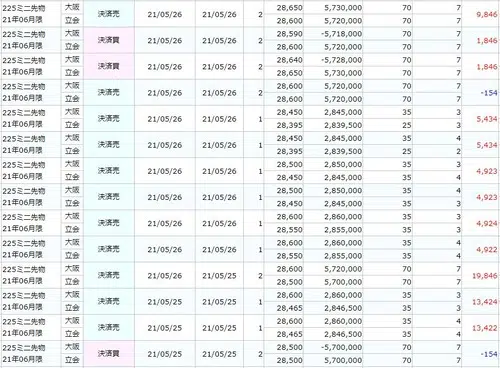 225ミニ先物 大阪 28,650 5,730,000 70 7
決済売 21/05/26 21/05/26 2 9,846
21年06月限 立会 28,600 5,720,000 70 7
225ミニ先物 大阪 28,590 -5,718,000 70 7
決済買 21/05/26 21/05/26 2 1,846
21年06月限 立会 28,600 5,720,000 70 7
225ミニ先物 大阪 28,640 -5,728,000 70 7
決済買 21/05/26 21/05/26 2 1,846
21年06月限 立会 28,650 5,730,000 70 7
225ミニ先物 大阪 28,600 5,720,000 70 7
決済売 21/05/26 21/05/26 2 -154
21年06月限 立会 28,600 5,720,000 70 7
225ミニ先物 大阪 28,450 2,845,000 35 3
決済売 21/05/26 21/05/26 1 5,434
21年06月限 立会 28,395 2,839,500 25 3
225ミニ先物 大阪 28,450 2,845,000 35 4
決済売 21/05/26 21/05/26 1 5,434
21年06月限 立会 28,395 2,839,500 25 2
225ミニ先物 大阪 28,500 2,850,000 35 3
決済売 21/05/26 21/05/26 1 4,923
21年06月限 立会 28,450 2,845,000 35 4
225ミニ先物 大阪 28,500 2,850,000 35 4
決済売 21/05/26 21/05/26 1 4,923
21年06月限 立会 28,450 2,845,000 35 3
225ミニ先物 大阪 28,600 2,860,000 35 3
決済売 21/05/26 21/05/26 1 4,924
21年06月限 立会 28,550 2,855,000 35 3
225ミニ先物 大阪 28,600 2,860,000 35 4
決済売 21/05/26 21/05/26 1 4,922
21年06月限 立会 28,550 2,855,000 35 4
225ミニ先物 大阪 28,600 5,720,000 70 7
決済売 21/05/25 21/05/25 2 19,846
21年06月限 立会 28,500 5,700,000 70 7
225ミニ先物 大阪 28,600 2,860,000 35 3
決済売 21/05/25 21/05/25 1 13,424
21年06月限 立会 28,465 2,846,500 35 3
225ミニ先物 大阪 28,600 2,860,000 35 4
決済売 21/05/25 21/05/25 1 13,422
21年06月限 立会 28,465 2,846,500 35 4
225ミニ先物 大阪 28,500 -5,700,000 70 7
決済買 21/05/25 21/05/25 2 -154
21年06月限 立会 28,500 5,700,000 70 7